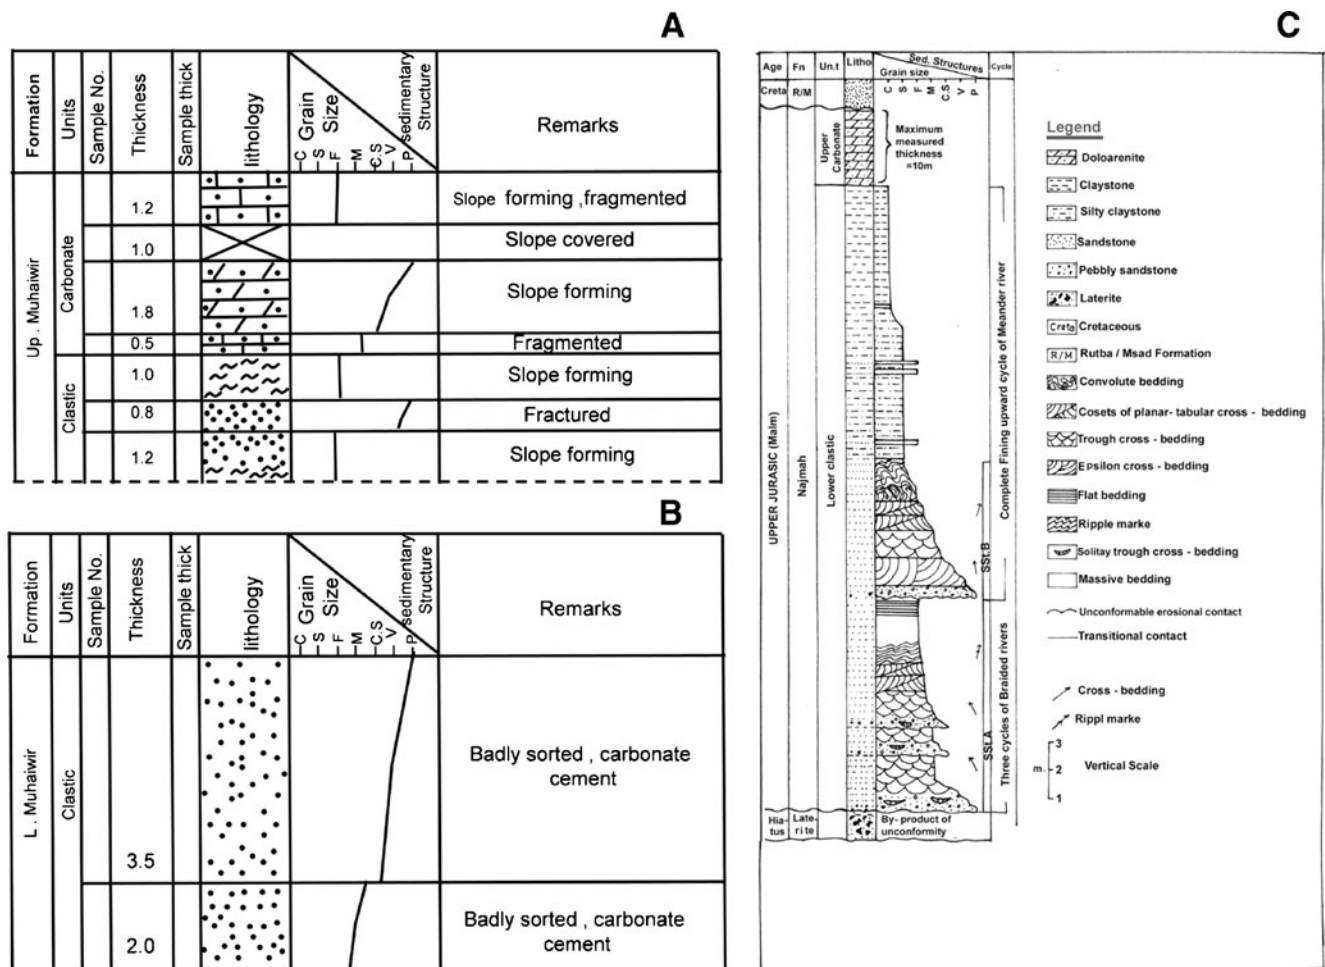 A
Formation
Units
Sample No.
Thickness
Sample thick
lithology
Grain
Size
C
S
F
M
C.S
V
P
sedimentary
Structure
Remarks
Up . Muhaiwir
Carbonate
Clastic
1.2
Slope forming ,fragmented
1.0
Slope covered
1.8
Slope forming
0.5
Fragmented
1.0
Slope forming
0.8
Fractured
1.2
Slope forming
B
Formation
Units
Sample No.
Thickness
Sample thick
lithology
Grain
Size
C
S
F
M
C.S
V
P
sedimentary
Structure
Remarks
L . Muhaiwir
Clastic
3.5
Badly sorted , carbonate
cement
2.0
Badly sorted , carbonate
cement
C
Age
Fn
Un.t
Litho
Sed. Structures
Grain size
Cycle
C
S
F
M
C.S
V
P
Creta
R/M
UPPER JURASIC (Malm)
Najmah
Upper
Carbonate
Lower clastic
Maximum
measured
thickness
=10m
Complete Fining upward cycle of Meander river
SSt.B
Three cycles of Braided rivers
SSt.A
Hia-
tus
Late-
rite
By- product of
unconformity
Legend
Doloarenite
Claystone
Silty claystone
Sandstone
Pebbly sandstone
Laterite
Creta Cretaceous
R/M Rutba / Msad Formation
Convolute bedding
Cosets of planar- tabular cross - bedding
Trough cross - bedding
Epsilon cross - bedding
Flat bedding
Ripple marke
Solitay trough cross - bedding
Massive bedding
Unconformable erosional contact
Transitional contact
Cross - bedding
Rippl marke
3
m. 2
1
Vertical Scale